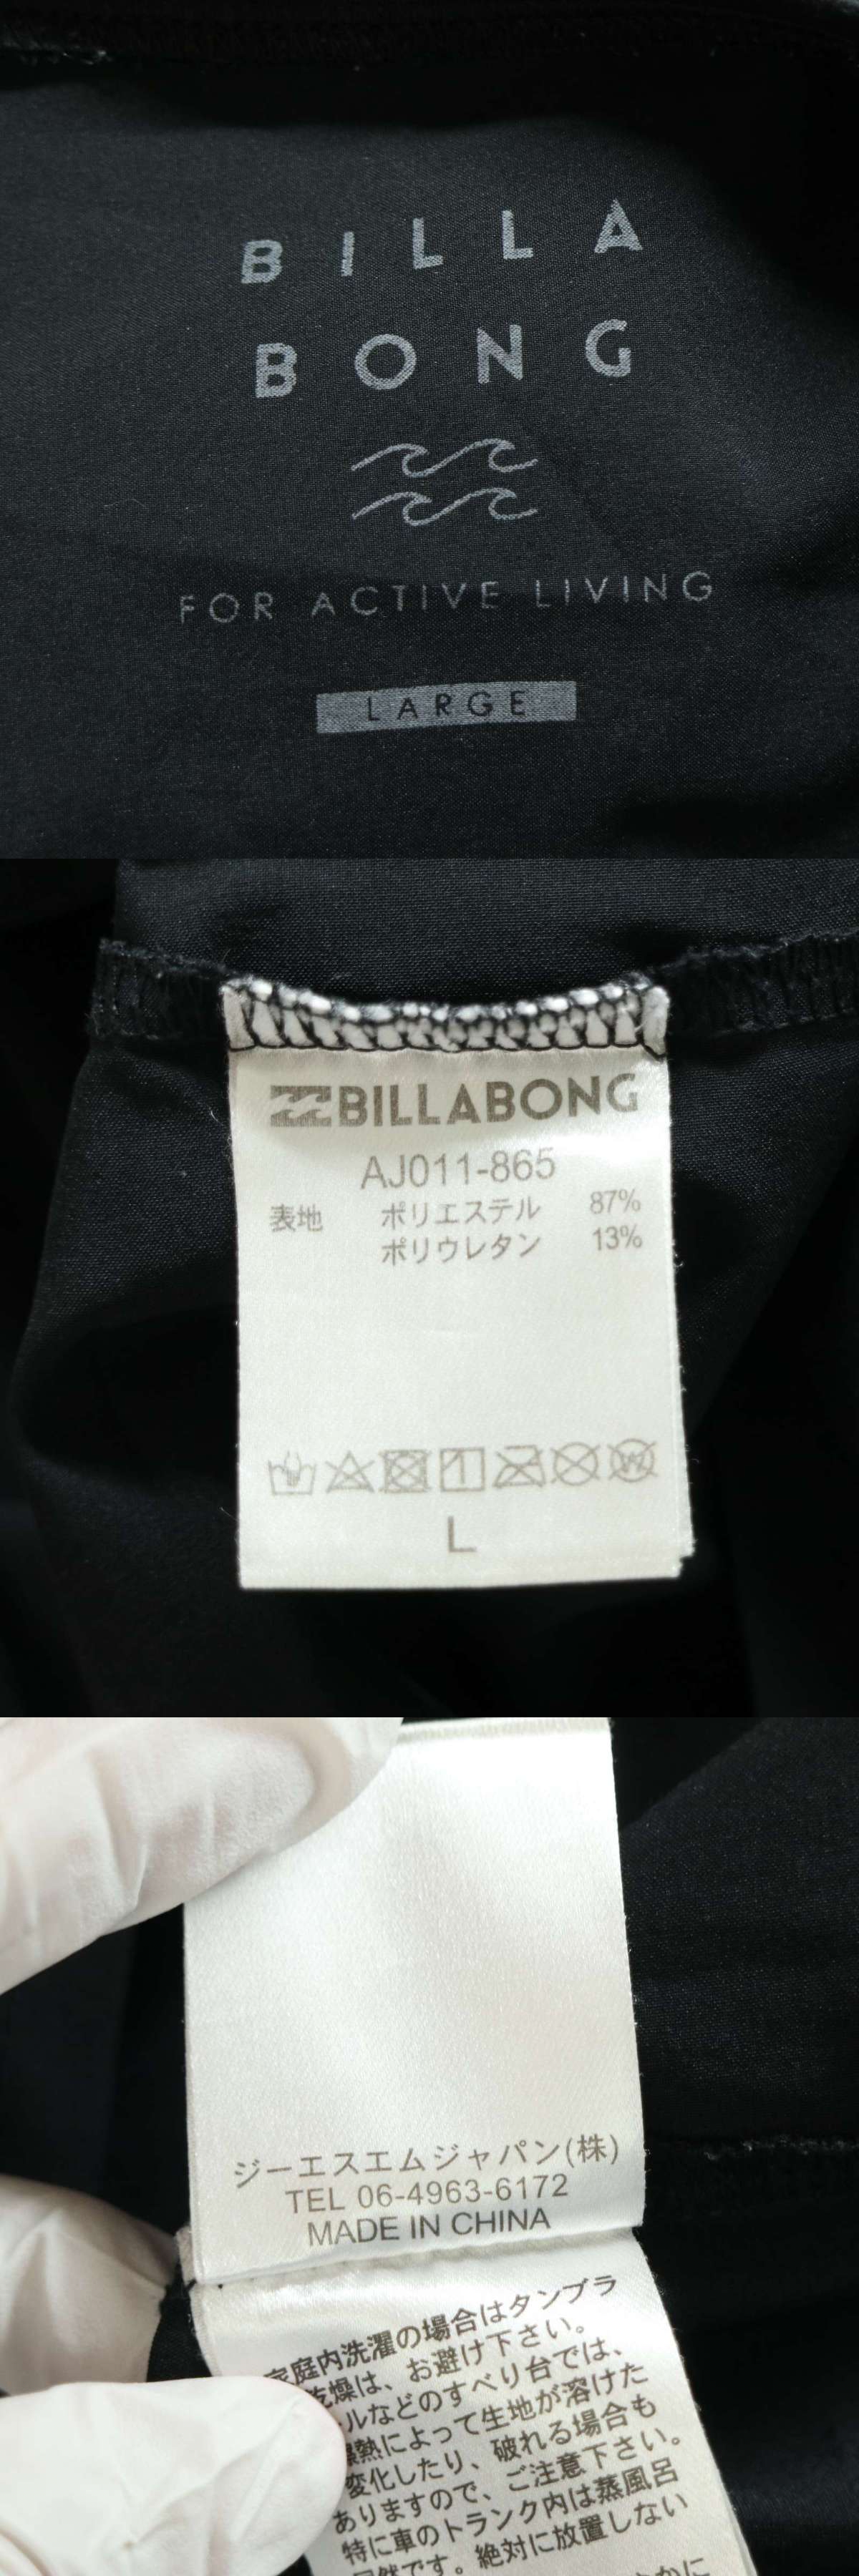 BILLA
BONG
FOR ACTIVE LIVING
LARGE
BILLABONG
AJ011-865
表地 ポリエステル 87%
ポリウレタン 13%
L
ジーエスエムジャパン(株)
TEL 06-4963-6172
MADE IN CHINA
家庭内洗濯の場合はタンブラ
乾燥は、お避け下さい。
ルなどのすべり台では、
熱によって生地が溶けた
変化したり、破れる場合も
ありますので、ご注意下さい。
特に車のトランク内は蒸風呂
同然です。絶対に放置しない
かに